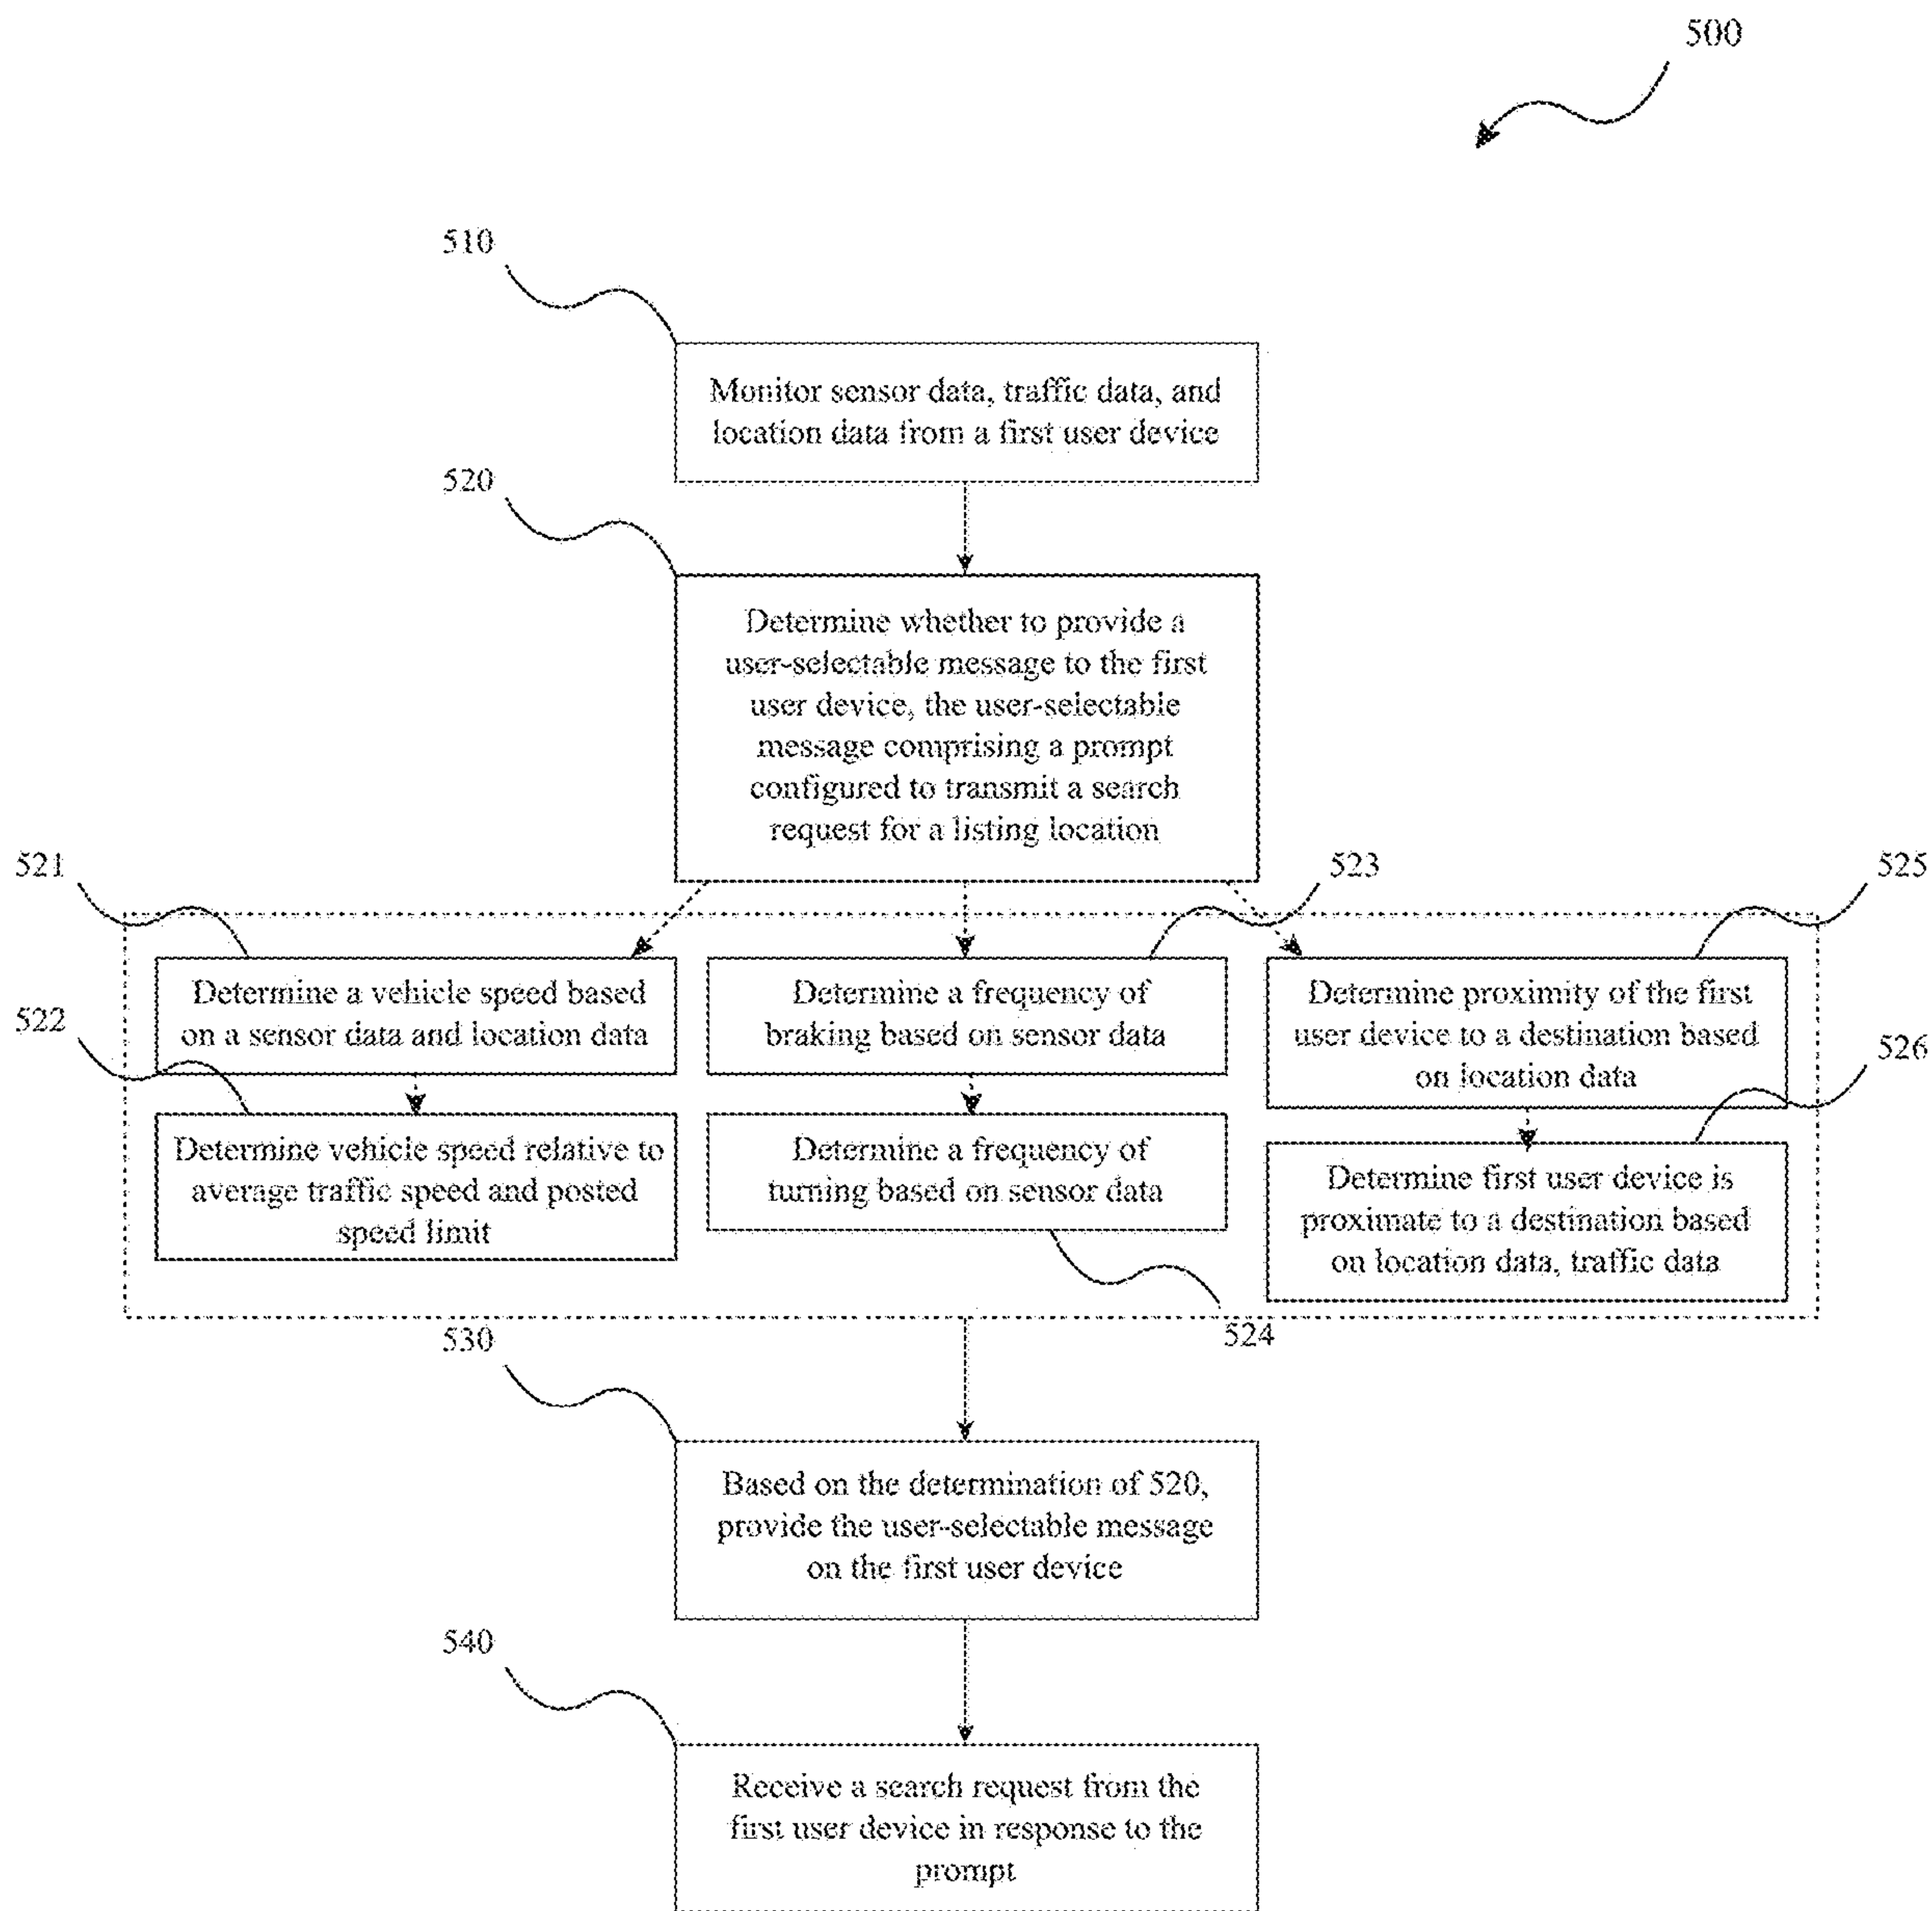 500
510
Monitor sensor data, traffic data, and
location data from a first user device
520
Determine whether to provide a
user-selectable message to the first
user device, the user-selectable
message comprising a prompt
configured to transmit a search
request for a listing location
521
523
525
Determine a vehicle speed based
on a sensor data and location data
Determine a frequency of
braking based on sensor data
Determine proximity of the first
user device to a destination based
on location data
522
526
Determine vehicle speed relative to
average traffic speed and posted
speed limit
Determine a frequency of
turning based on sensor data
Determine first user device is
proximate to a destination based
on location data, traffic data
524
530
Based on the determination of 520,
provide the user-selectable message
on the first user device
540
Receive a search request from the
first user device in response to the
prompt